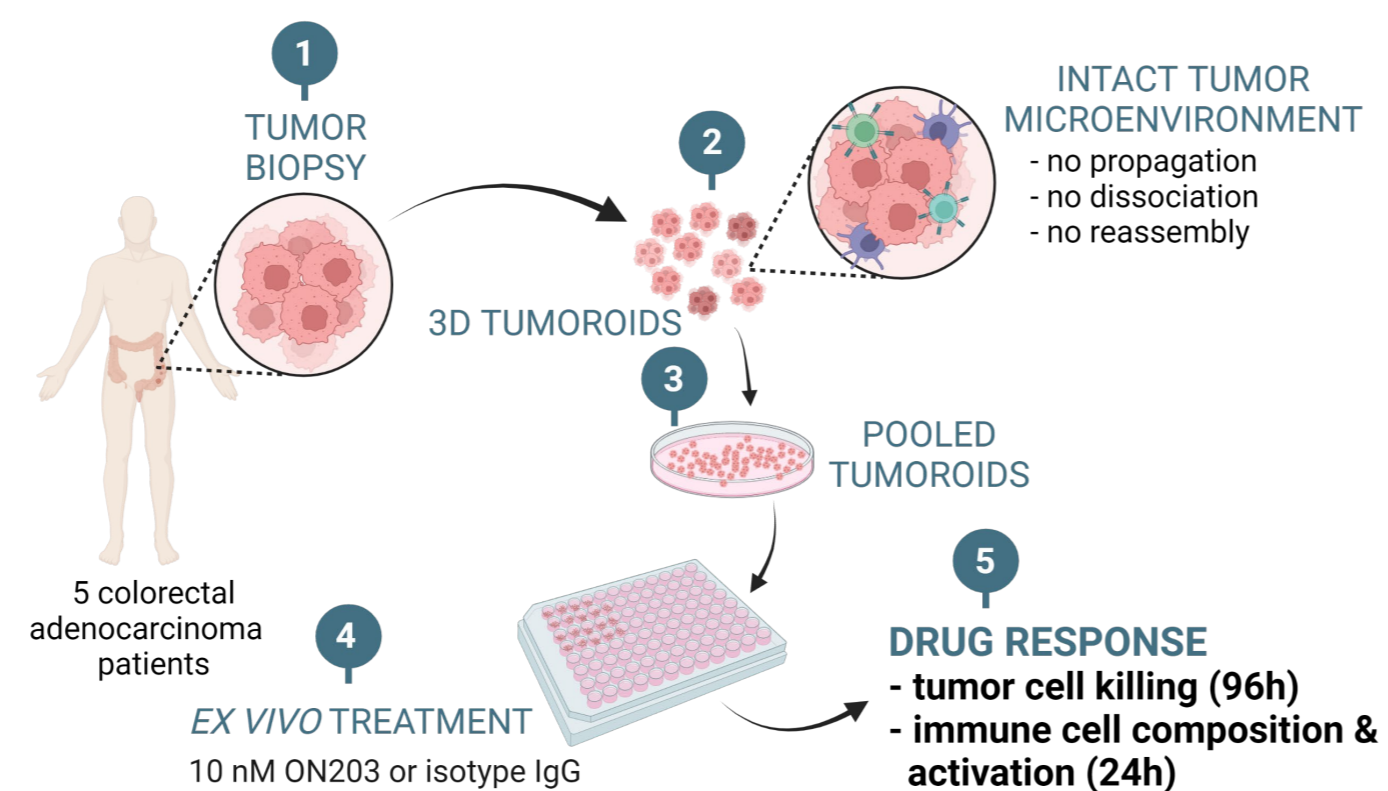 1
TUMOR
BIOPSY
5 colorectal
adenocarcinoma
patients
2
3D TUMOROIDS
INTACT TUMOR
MICROENVIRONMENT
- no propagation
- no dissociation
- no reassembly
3
POOLED
TUMOROIDS
4
EX VIVO TREATMENT
10 nM ON203 or isotype IgG
5
DRUG RESPONSE
- tumor cell killing (96h)
- immune cell composition &
activation (24h)